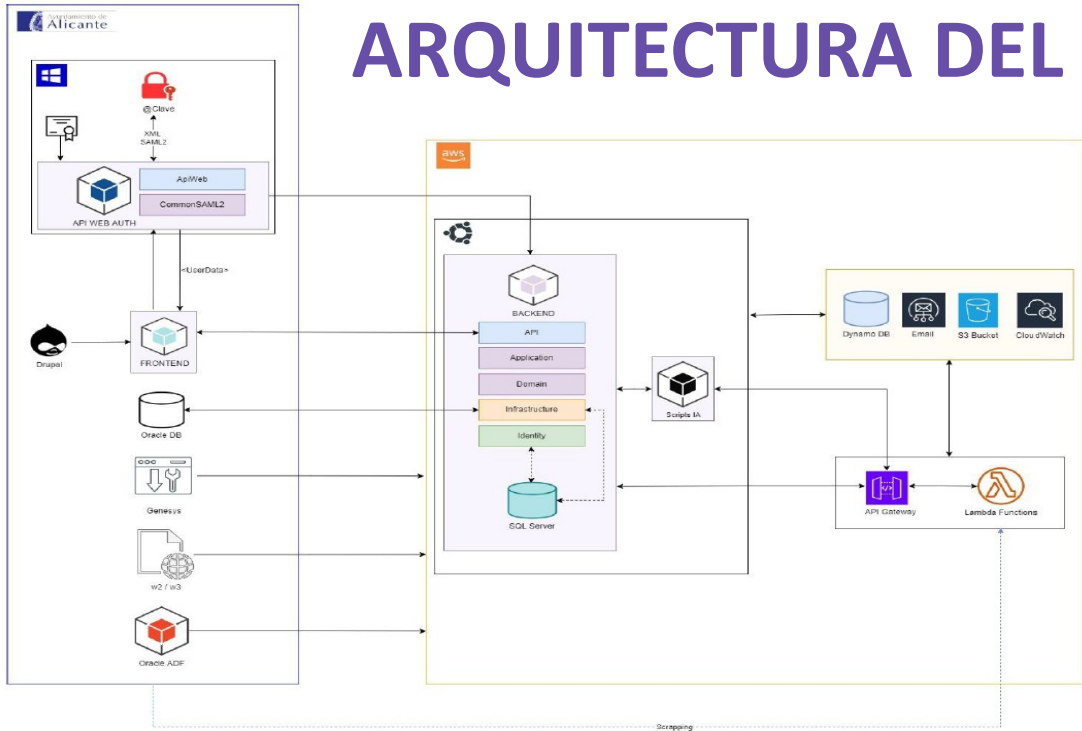 Ayuntamiento de
Alicante
ARQUITECTURA DEL
@Clave
XML
SAML2
ApiWeb
CommonSAML2
API WEB AUTH
<UserData>
Drupal
FRONTEND
Oracle DB
Genesys
w2 / w3
Oracle ADF
aws
BACKEND
API
Application
Domain
Infrastructure
Identity
SQL Server
Scripts IA
Dynamo DB
Email
S3 Bucket
CloudWatch
API Gateway
Lambda Functions
Scrapping